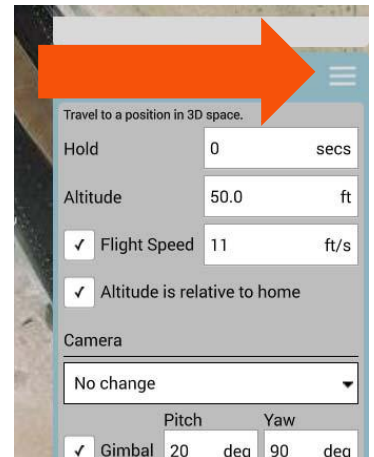 Travel to a position in 3D space.
Hold 0 secs
Altitude 50.0 ft
✓ Flight Speed 11 ft/s
✓ Altitude is relative to home
Camera
No change
Pitch Yaw
✓ Gimbal 20 deg 90 deg